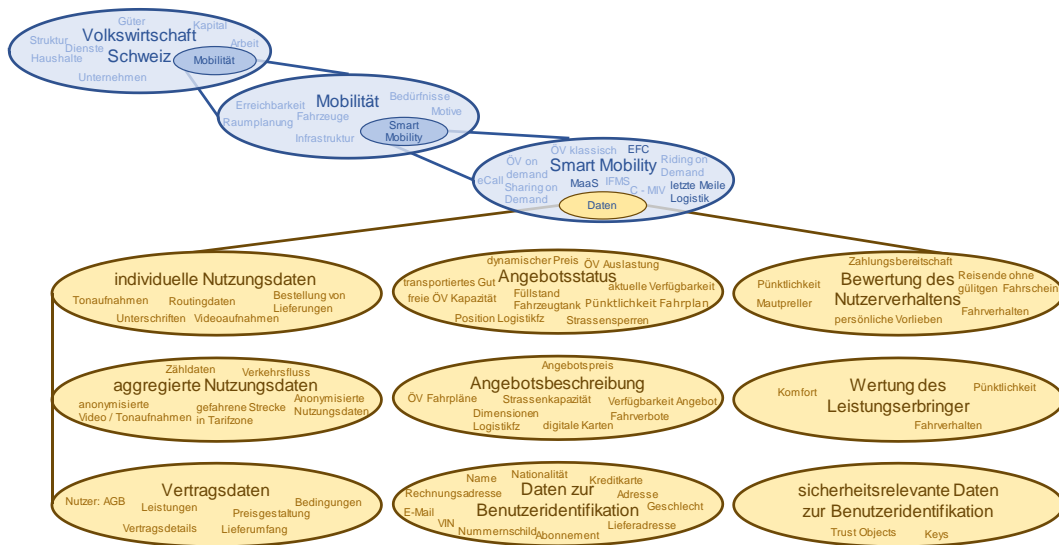 Güter
Kapital
Struktur
Volkswirtschaft
Arbeit
Dienste
Haushalte
Schweiz
Mobilität
Unternehmen
Mobilität
Bedürfnisse
Erreichbarkeit
Fahrzeuge
Motive
Raumplanung
Smart
Mobility
Infrastruktur
ÖV klassisch
EFC
ÖV on
demand
Smart Mobility
Riding on
Demand
eCall
Sharing on
Demand
MaaS
IFMS
C - MIV
letzte Meile
Logistik
Daten
individuelle Nutzungsdaten
Tonaufnahmen
Routingdaten
Bestellung von
Lieferungen
Unterschriften
Videoaufnahmen
dynamischer Preis
ÖV Auslastung
Angebotsstatus
transportiertes Gut
aktuelle Verfügbarkeit
freie ÖV Kapazität
Füllstand
Fahrzeugtank
Pünktlichkeit Fahrplan
Position Logistikfz
Strassensperren
Zahlungsbereitschaft
Bewertung des
Nutzerverhaltens
Pünktlichkeit
Reisende ohne
gülitgen Fahrschein
Mautpreller
Fahrverhalten
persönliche Vorlieben
Zähldaten
Verkehrsfluss
aggregierte Nutzungsdaten
anonymisierte
Video / Tonaufnahmen
gefahrene Strecke
in Tarifzone
Anonymisierte
Nutzungsdaten
Angebotspreis
Angebotsbeschreibung
ÖV Fahrpläne
Strassenkapazität
Verfügbarkeit Angebot
Dimensionen
Logistikfz
Fahrverbote
digitale Karten
Wertung des
Leistungserbringer
Komfort
Pünktlichkeit
Fahrverhalten
Vertragsdaten
Nutzer: AGB
Leistungen
Bedingungen
Preisgestaltung
Vertragsdetails
Lieferumfang
Nationalität
Name
Kreditkarte
Rechnungsadresse
Daten zur
Benutzeridentifikation
Adresse
Geschlecht
E-Mail
VIN
Nummernschild
Abonnement
Lieferadresse
sicherheitsrelevante Daten
zur Benutzeridentifikation
Trust Objects
Keys